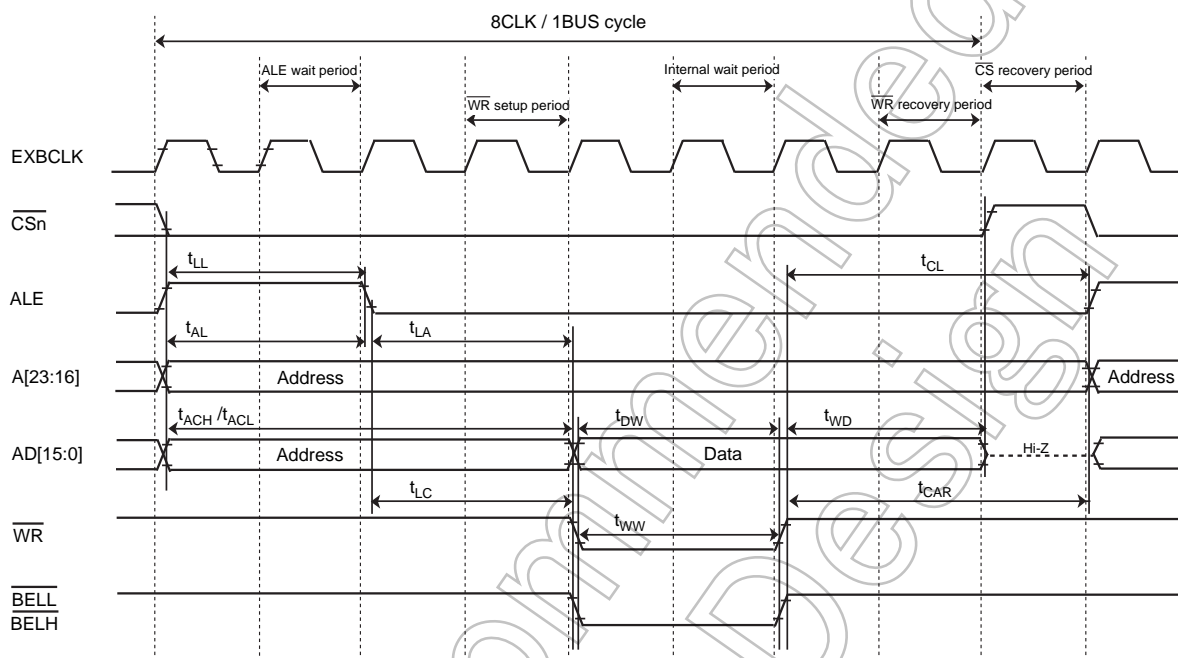 8CLK / 1BUS cycle
ALE wait period
Internal wait period
CS recovery period
WR setup period
WR recovery period
EXBCLK
CSn
tLL
tCL
ALE
tAL
tLA
A[23:16]
Address
Address
tACH /tACL
tDW
tWD
AD[15:0]
Address
Data
Hi-Z
tLC
tCAR
WR
tWW
BELL
BELH
ommended
Design